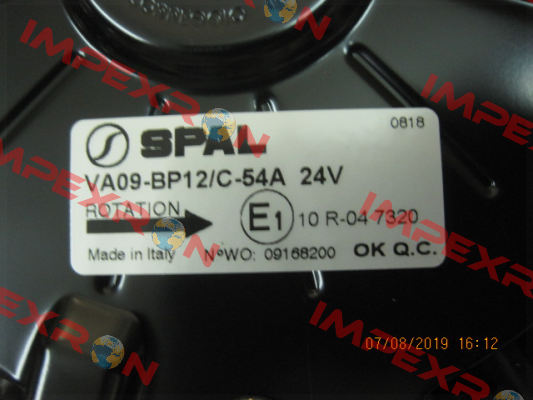 SPAL
0818
VA09-BP12/C-54A 24V
ROTATION
E1 10 R-04 7320
Made in Italy N°WO: 09168200 OK Q.C.
07/08/2019 16:12
IMPEXRON
IMPEXRON
IMPEXRON
IMPEXRON
IMPEXRON